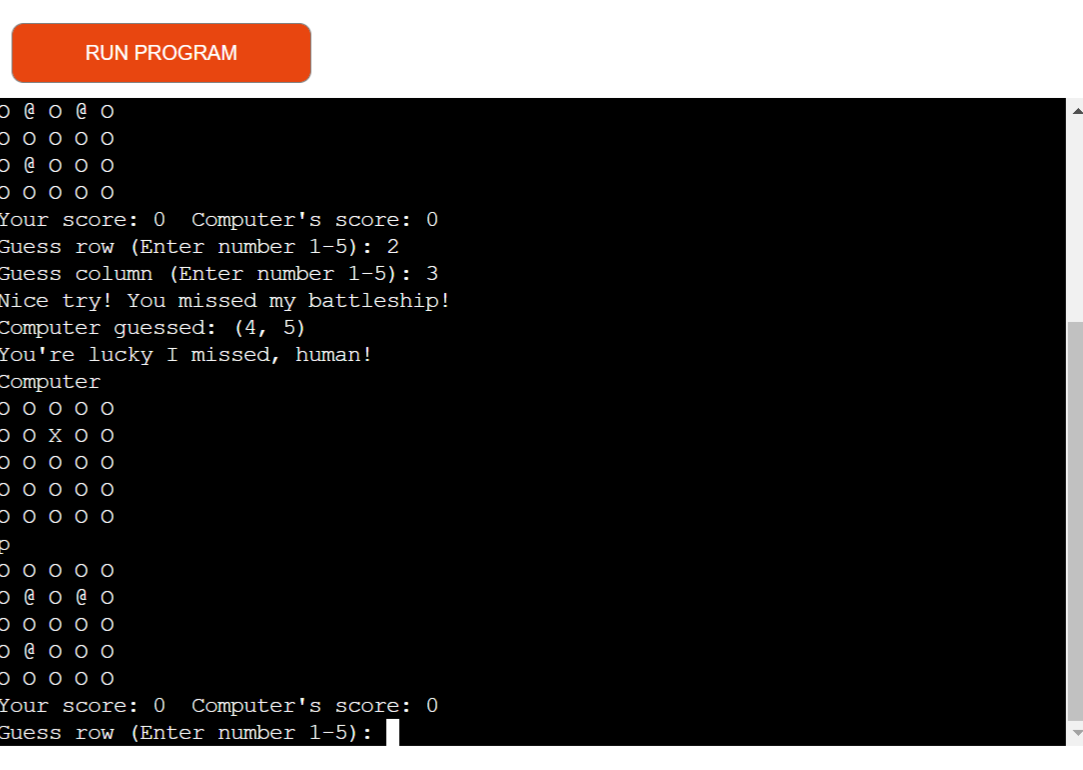 RUN PROGRAM
O @ O @ O
O O O O O
O @ O O O
O O O O O
Your score: 0  Computer's score: 0
Guess row (Enter number 1-5): 2
Guess column (Enter number 1-5): 3
Nice try! You missed my battleship!
Computer guessed: (4, 5)
You're lucky I missed, human!
Computer
O O O O O
O O X O O
O O O O O
O O O O O
O O O O O
p
O O O O O
O @ O @ O
O O O O O
O @ O O O
O O O O O
Your score: 0  Computer's score: 0
Guess row (Enter number 1-5):